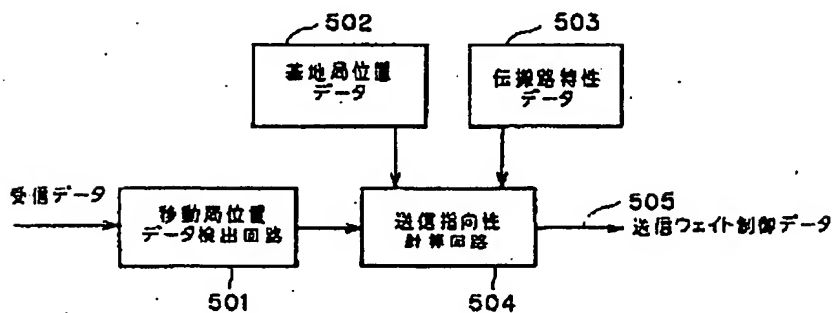 502
503
基地局位置
データ
伝搬路特性
データ
受信データ
移動局位置
データ検出回路
送信指向性
計算回路
505
送信ウェイト制御データ
501
504